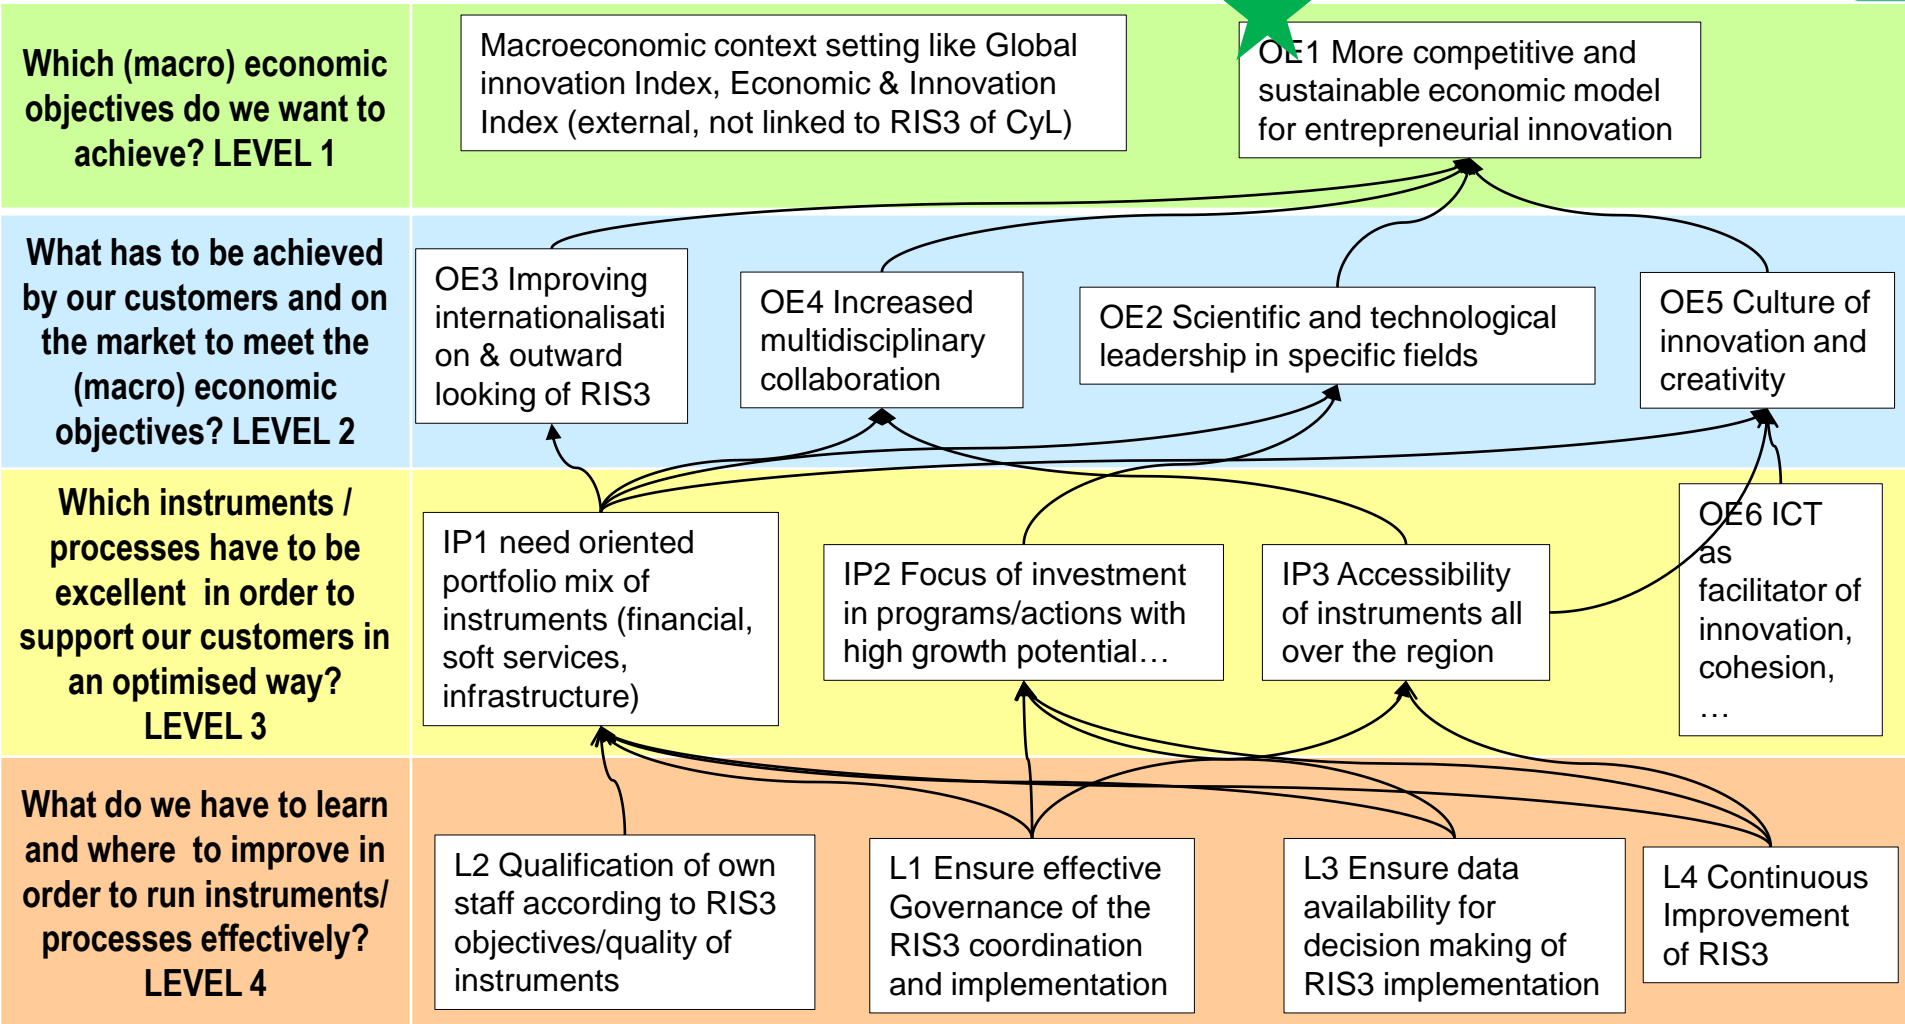 Which (macro) economic
objectives do we want to
achieve? LEVEL 1
Macroeconomic context setting like Global
innovation Index, Economic & Innovation
Index (external, not linked to RIS3 of CyL)
OE1 More competitive and
sustainable economic model
for entrepreneurial innovation
What has to be achieved
by our customers and on
the market to meet the
(macro) economic
objectives? LEVEL 2
OE3 Improving
internationalisati
on & outward
looking of RIS3
OE4 Increased
multidisciplinary
collaboration
OE2 Scientific and technological
leadership in specific fields
OE5 Culture of
innovation and
creativity
Which instruments /
processes have to be
excellent in order to
support our customers in
an optimised way?
LEVEL 3
IP1 need oriented
portfolio mix of
instruments (financial,
soft services,
infrastructure)
IP2 Focus of investment
in programs/actions with
high growth potential…
IP3 Accessibility
of instruments all
over the region
OE6 ICT
as
facilitator of
innovation,
cohesion,
…
What do we have to learn
and where to improve in
order to run instruments/
processes effectively?
LEVEL 4
L2 Qualification of own
staff according to RIS3
objectives/quality of
instruments
L1 Ensure effective
Governance of the
RIS3 coordination
and implementation
L3 Ensure data
availability for
decision making of
RIS3 implementation
L4 Continuous
Improvement
of RIS3